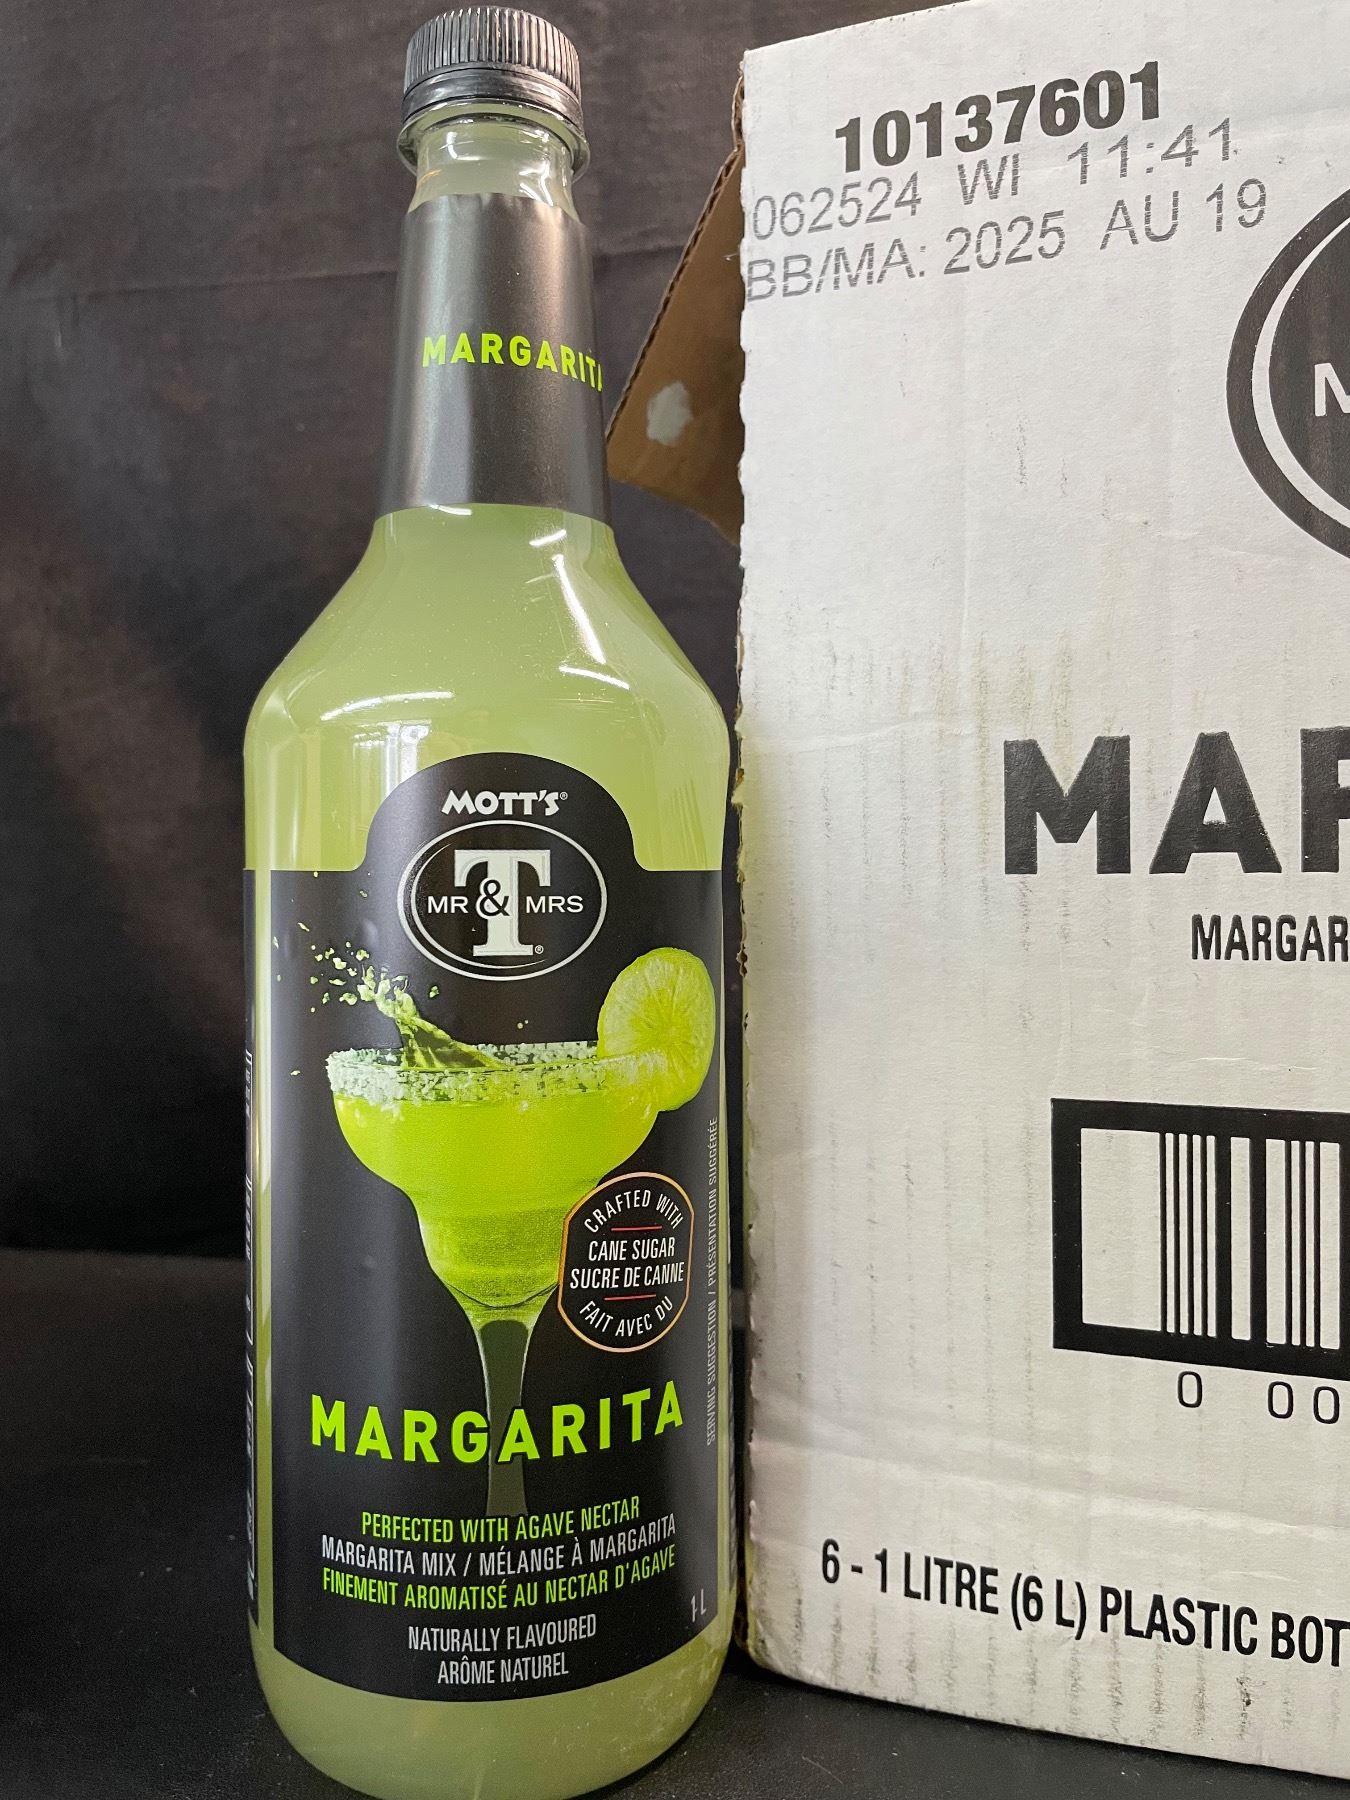 MARGARITA
MOTT'S®
MR & MRS
T®
CRAFTED WITH
CANE SUGAR
SUCRE DE CANNE
FAIT AVEC DU
SERVING SUGGESTION / PRÉSENTATION SUGGÉRÉE
MARGARITA
PERFECTED WITH AGAVE NECTAR
MARGARITA MIX / MÉLANGE À MARGARITA
FINEMENT AROMATISÉ AU NECTAR D'AGAVE
1 L
NATURALLY FLAVOURED
ARÔME NATUREL
10137601
062524 WI 11:41
BB/MA: 2025 AU 19
M
MAR
MARGAR
0 00
6 - 1 LITRE (6 L) PLASTIC BOT